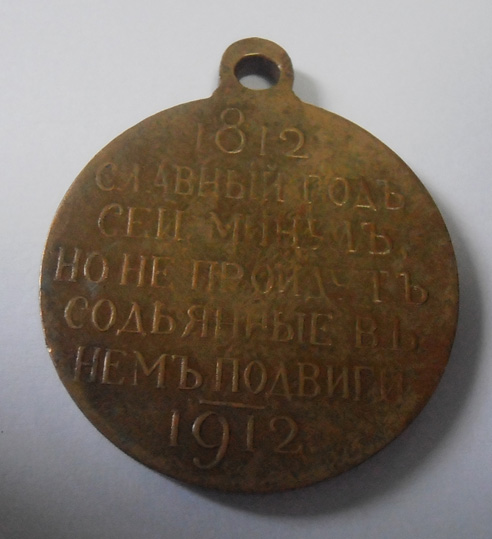 1812
СЛАВНЫЙ ГОДЪ
СЕЙ МИНУЛЪ,
НО НЕ ПРОЙДУТЪ
СОДѢЯННЫЕ ВЪ
НЕМЪ ПОДВИГИ
1912